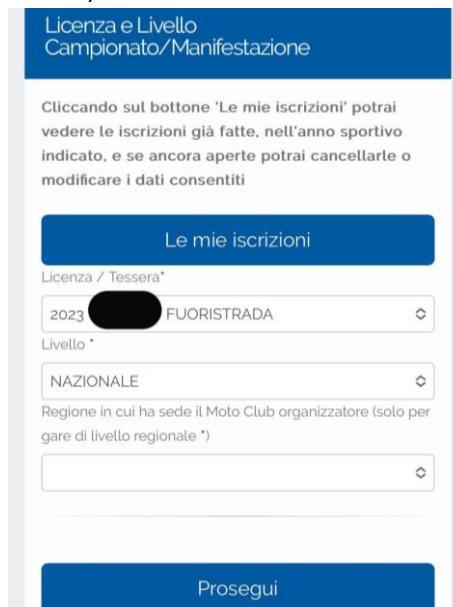 Licenza e Livello
Campionato/Manifestazione
Cliccando sul bottone 'Le mie iscrizioni' potrai
vedere le iscrizioni già fatte, nell'anno sportivo
indicato, e se ancora aperte potrai cancellarle o
modificare i dati consentiti
Le mie iscrizioni
Licenza / Tessera*
2023 FUORISTRADA
Livello *
NAZIONALE
Regione in cui ha sede il Moto Club organizzatore (solo per
gare di livello regionale *)
Prosegui